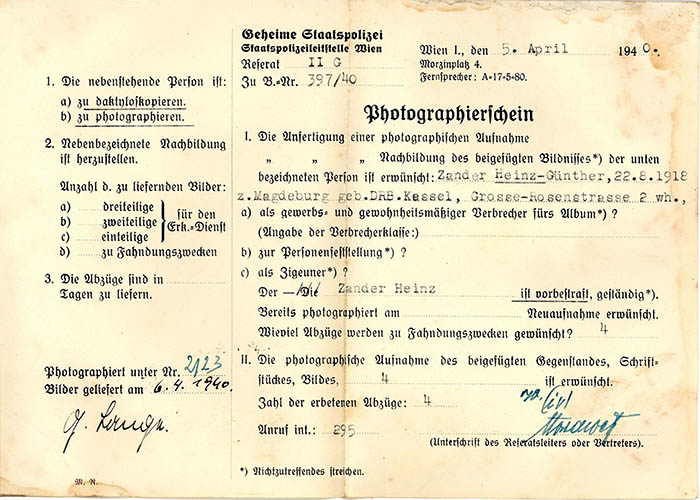 Geheime Staatspolizei
Staatspolizeileitstelle Wien
Referat II G
Zu B.-Nr. 397/40
Wien I., den 5. April 1940.
Morzinplatz 4.
Fernsprecher: A-17-5-80.
1. Die nebenstehende Person ist:
a) zu daktyloskopieren.
b) zu photographieren.
2. Nebenbezeichnete Nachbildung
ist herzustellen.
Anzahl d. zu liefernden Bilder:
a) dreiteilige
b) zweiteilige
c) einteilige
für den
Erk.-Dienst
d) zu Fahndungszwecken
3. Die Abzüge sind in
Tagen zu liefern.
Photographiert unter Nr. 2123
Bilder geliefert am 6.4.1940.
M. R.
Photographierschein
I. Die Anfertigung einer photographischen Aufnahme
„ „ „ Nachbildung des beigefügten Bildnisses*) der unten
bezeichneten Person ist erwünscht: Zander Heinz-Günther, 22.8.1918
z.Magdeburg geb.DRB.Kassel, Grosse-Rosenstrasse 2 wh.,
a) als gewerbs- und gewohnheitsmäßiger Verbrecher fürs Album*) ?
(Angabe der Verbrecherklasse:)
b) zur Personenfeststellung*) ?
c) als Zigeuner*) ?
Der — Die Zander Heinz ist vorbestraft, geständig*).
Bereits photographiert am Neuaufnahme erwünscht.
Wieviel Abzüge werden zu Fahndungszwecken gewünscht? 4
II. Die photographische Aufnahme des beigefügten Gegenstandes, Schrift-
stückes, Bildes, 4 ist erwünscht.
Zahl der erbetenen Abzüge: 4
Anruf int.: 295
(Unterschrift des Referatsleiters oder Vertreters).
*) Nichtzutreffendes streichen.